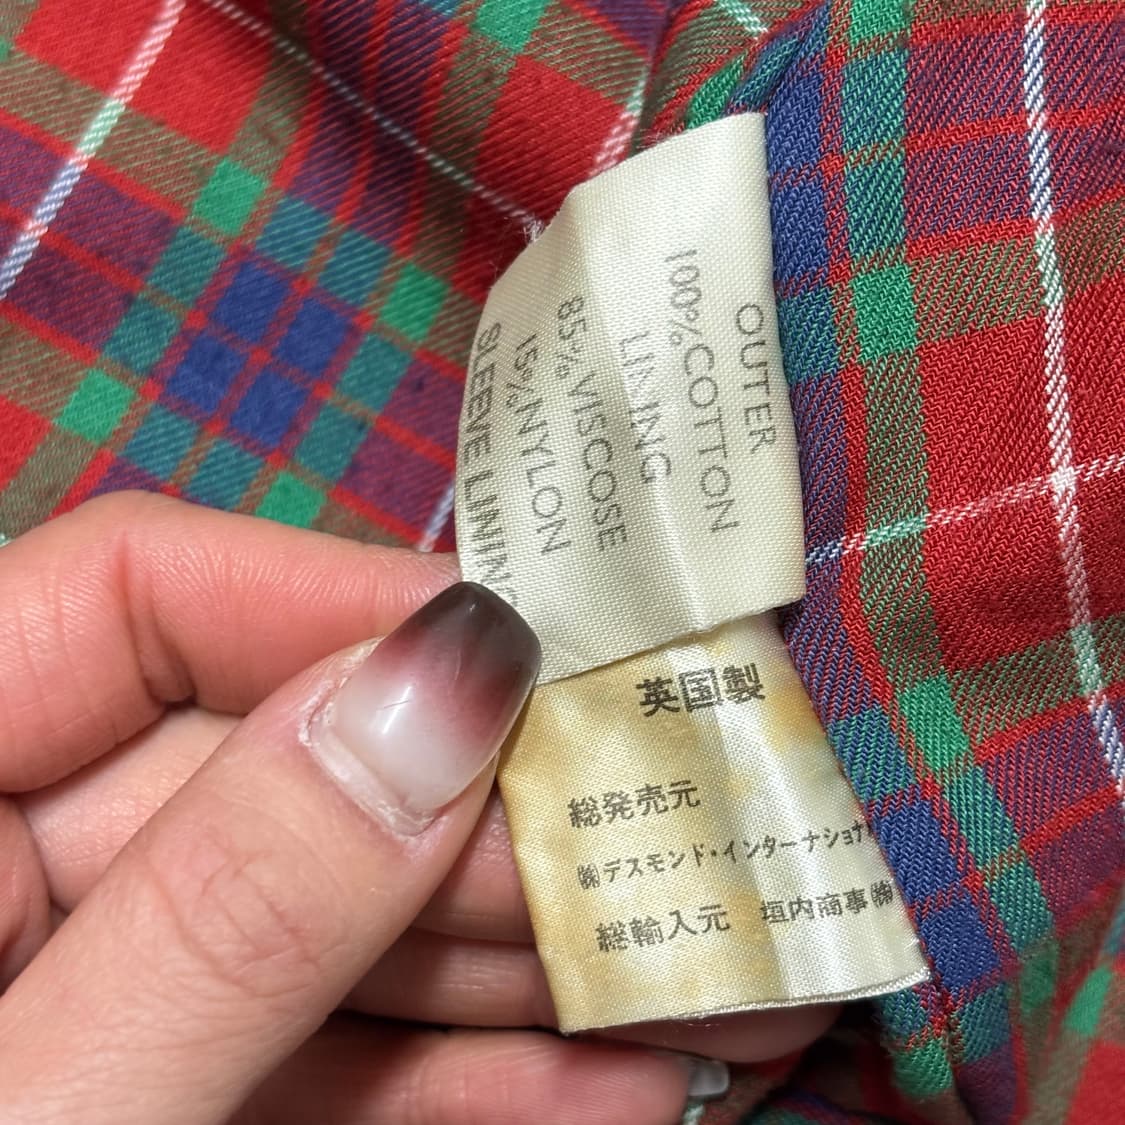 OUTER
100% COTTON
LINING
85% VISCOSE
15% NYLON
SLEEVE LINING
英国製
総発売元
㈱デスモンド・インターナショナル
総輸入元 垣内商事㈱